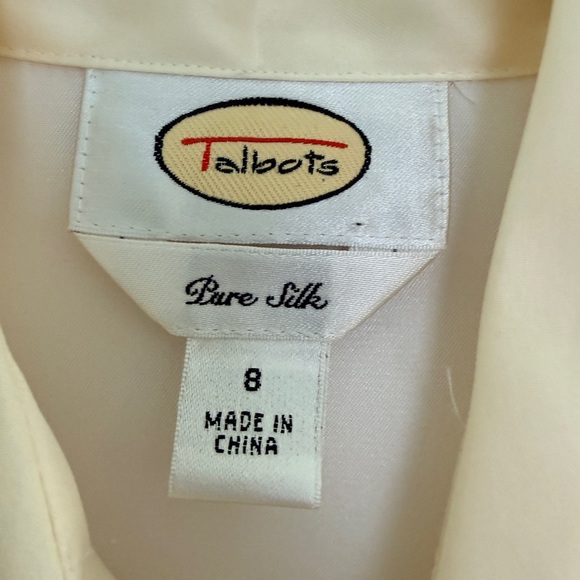 Talbots
Pure Silk
8
MADE IN
CHINA